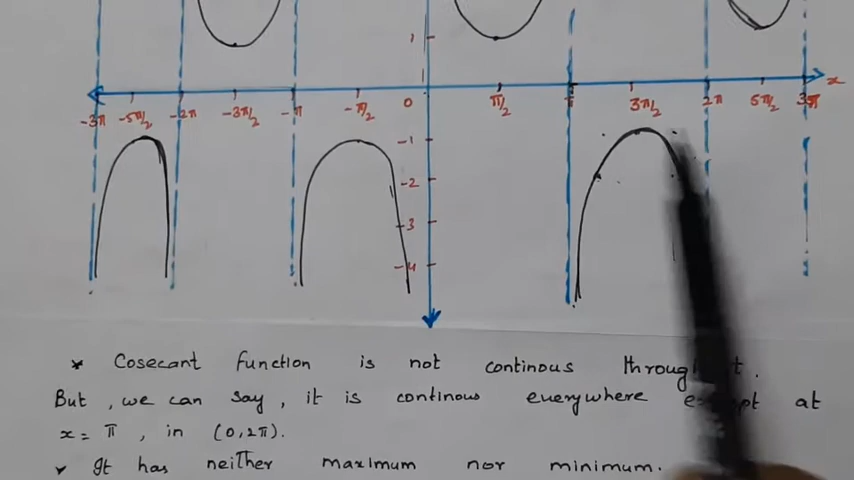 1
x
-3π -5π/2 -2π -3π/2 -π -π/2 0 π/2 π 3π/2 2π 5π/2 3π
-1
-2
-3
-4
* Cosecant function is not continous
But, we can say, it is continous everywhere at
x = π, in (0, 2π).
* It has neither maximum nor minimum.